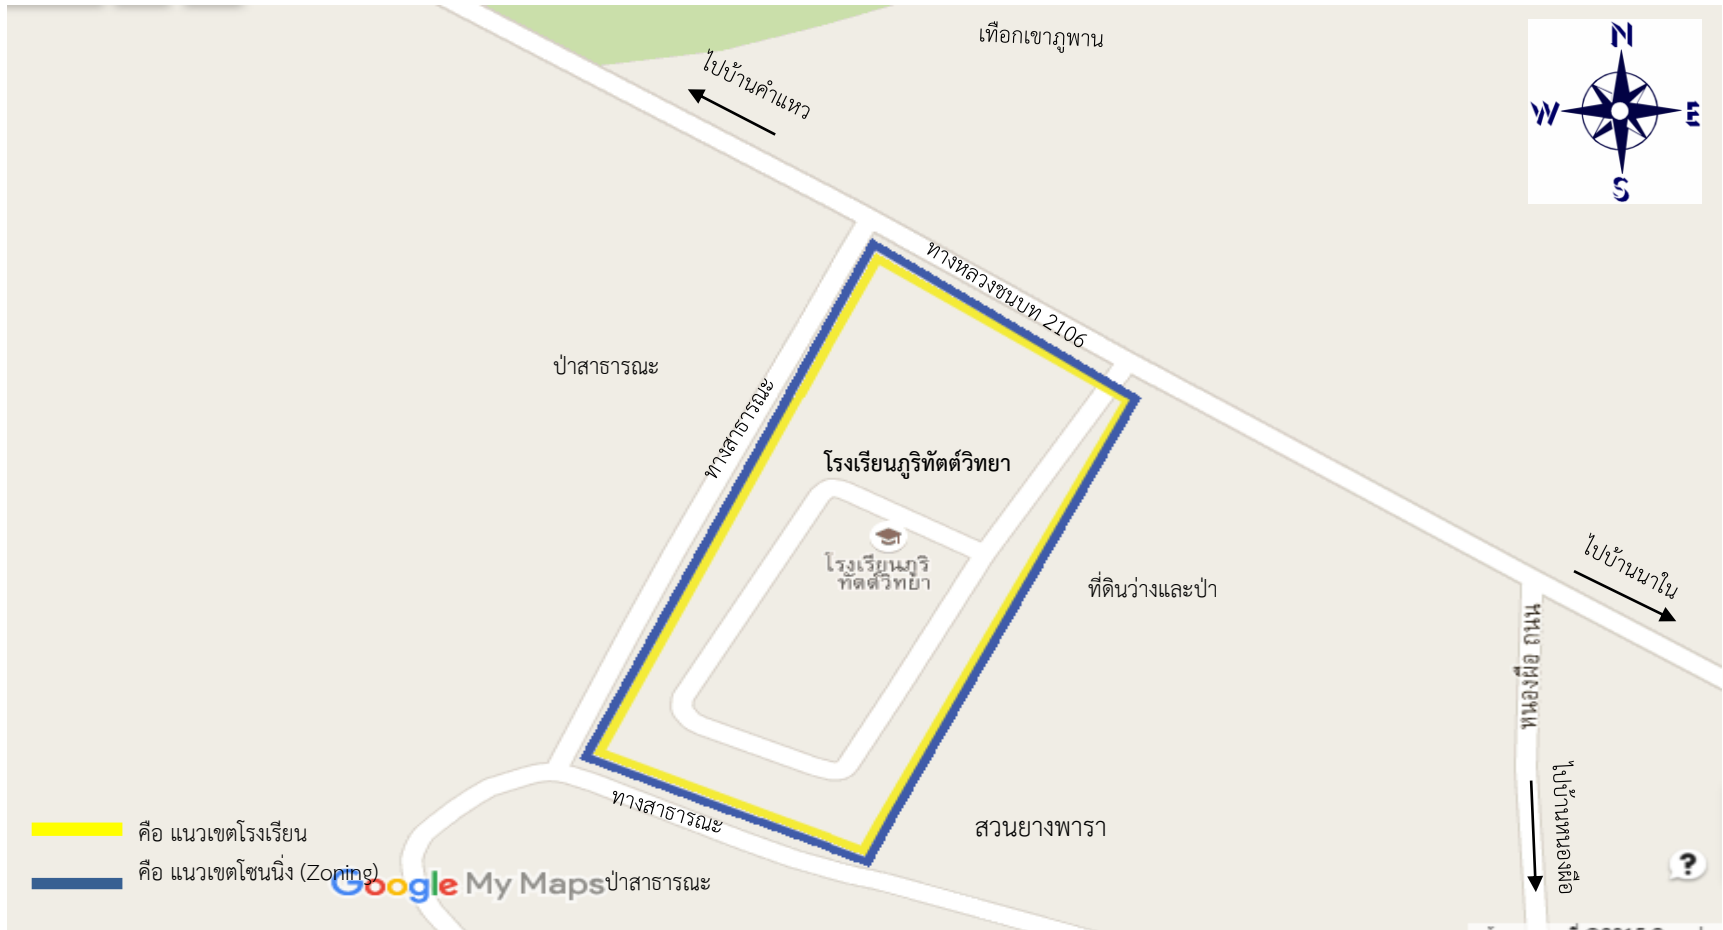 เทือกเขาภูพาน
N
W
E
S
ไปบ้านคำแหว
ทางหลวงชนบท 2106
ป่าสาธารณะ
ทางสาธารณะ
โรงเรียนภูริทัตต์วิทยา
โรงเรียนภูริ
ทัตต์วิทยา
ที่ดินว่างและป่า
ไปบ้านนาใน
หนองผือ ถนน
ไปบ้านหนองผือ
ทางสาธารณะ
สวนยางพารา
คือ แนวเขตโรงเรียน
คือ แนวเขตโซนนิ่ง (Zoning)
Google My Maps
ป่าสาธารณะ
?